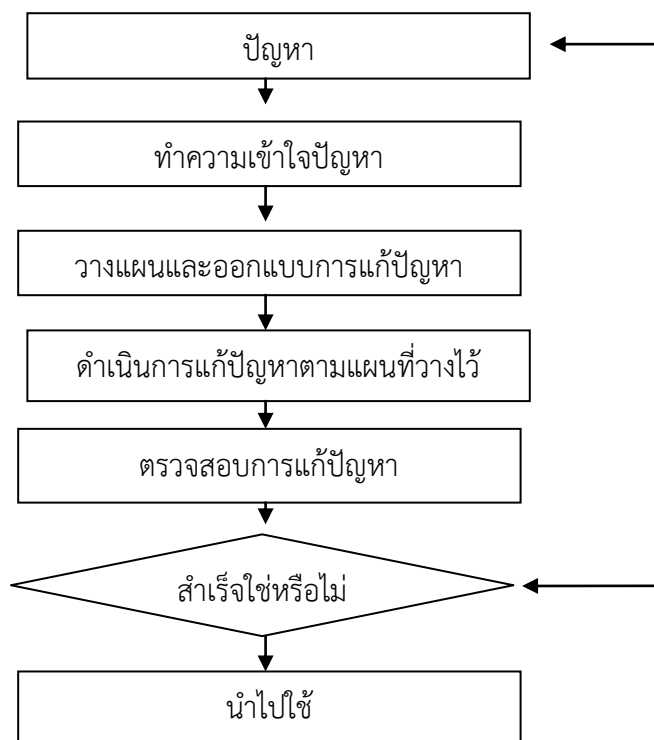 ปัญหา
ทำความเข้าใจปัญหา
วางแผนและออกแบบการแก้ปัญหา
ดำเนินการแก้ปัญหาตามแผนที่วางไว้
ตรวจสอบการแก้ปัญหา
สำเร็จใช่หรือไม่
นำไปใช้